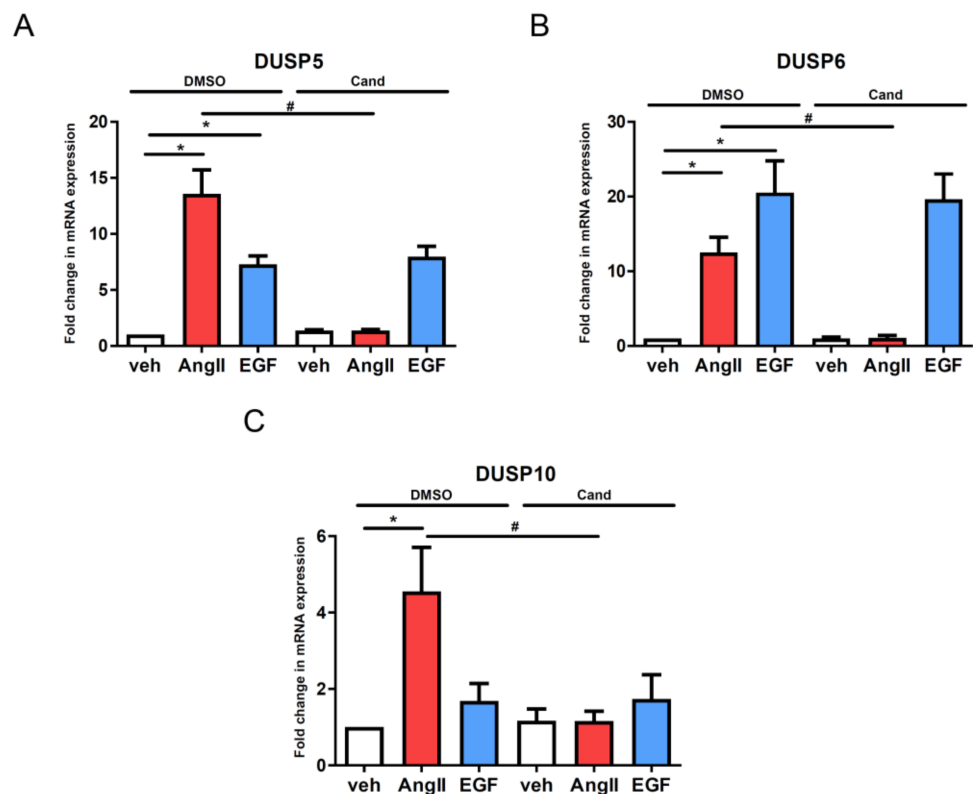 A
DUSP5
DMSO Cand
#
*
*
Fold change in mRNA expression
20
15
10
5
0
veh AngII EGF veh AngII EGF
B
DUSP6
DMSO Cand
#
*
*
Fold change in mRNA expression
30
20
10
0
veh AngII EGF veh AngII EGF
C
DUSP10
DMSO Cand
* #
Fold change in mRNA expression
6
4
2
0
veh AngII EGF veh AngII EGF